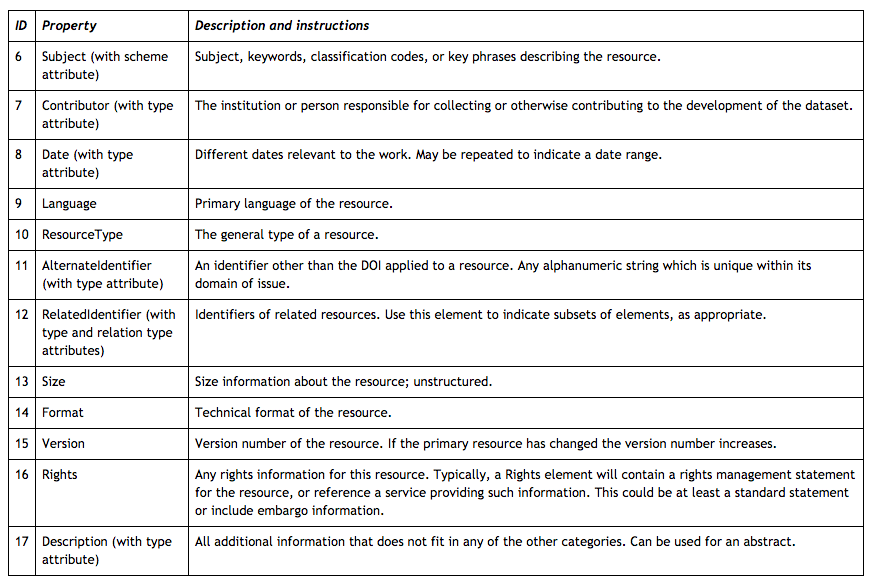 ID Property Description and instructions
6 Subject (with scheme attribute) Subject, keywords, classification codes, or key phrases describing the resource.
7 Contributor (with type attribute) The institution or person responsible for collecting or otherwise contributing to the development of the dataset.
8 Date (with type attribute) Different dates relevant to the work. May be repeated to indicate a date range.
9 Language Primary language of the resource.
10 ResourceType The general type of a resource.
11 AlternateIdentifier (with type attribute) An identifier other than the DOI applied to a resource. Any alphanumeric string which is unique within its domain of issue.
12 RelatedIdentifier (with type and relation type attributes) Identifiers of related resources. Use this element to indicate subsets of elements, as appropriate.
13 Size Size information about the resource; unstructured.
14 Format Technical format of the resource.
15 Version Version number of the resource. If the primary resource has changed the version number increases.
16 Rights Any rights information for this resource. Typically, a Rights element will contain a rights management statement for the resource, or reference a service providing such information. This could be at least a standard statement or include embargo information.
17 Description (with type attribute) All additional information that does not fit in any of the other categories. Can be used for an abstract.